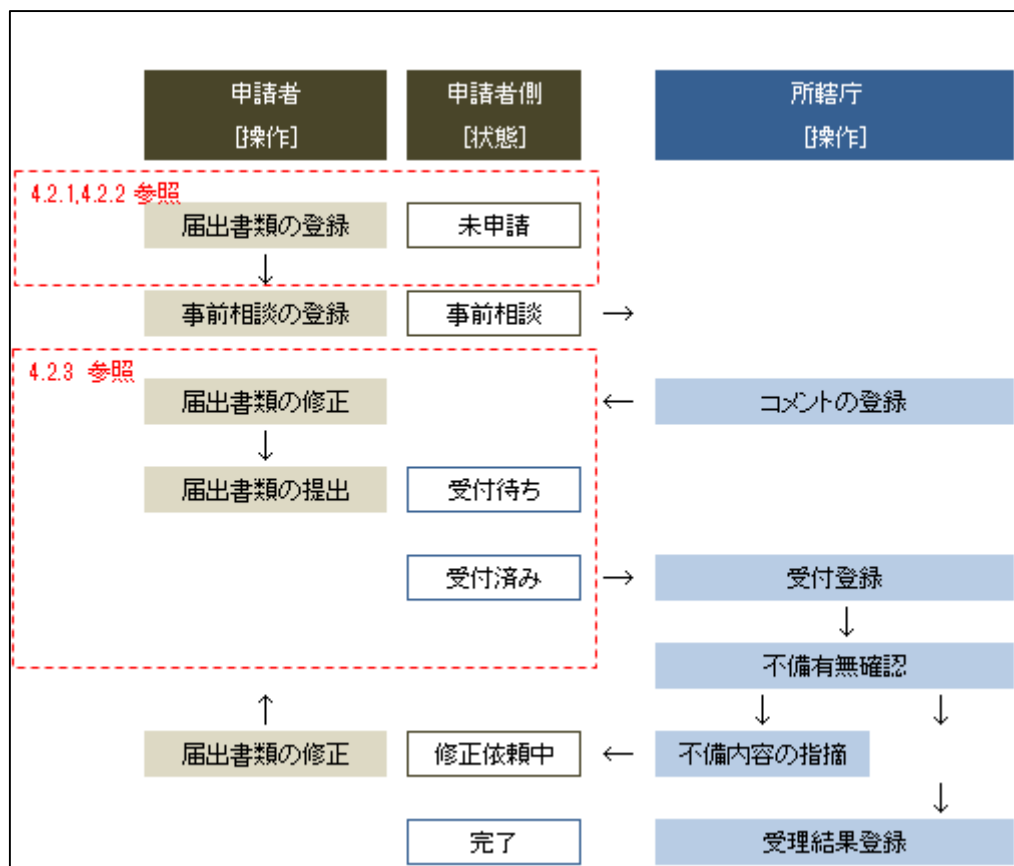 申請者
[操作]
申請者側
[状態]
所轄庁
[操作]
4.2.1,4.2.2 参照
届出書類の登録
未申請
↓
事前相談の登録
事前相談
→
4.2.3 参照
届出書類の修正
←
コメントの登録
↓
届出書類の提出
受付待ち
受付済み
→
受付登録
↓
不備有無確認
↑
↓
↓
届出書類の修正
修正依頼中
←
不備内容の指摘
↓
完了
受理結果登録